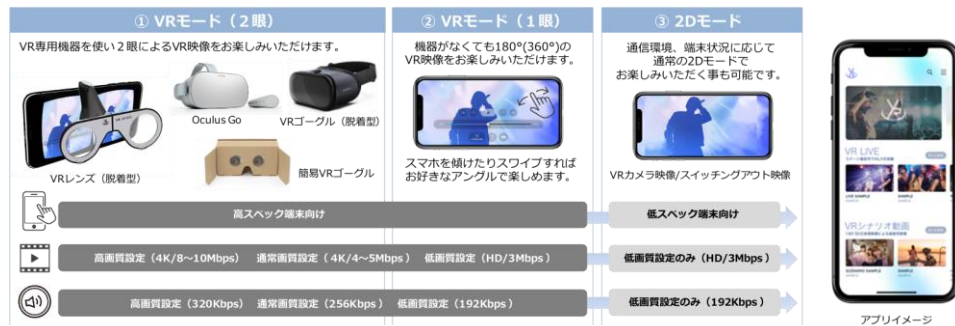 ① VRモード（２眼）
VR専用機器を使い２眼によるVR映像をお楽しみいただけます。
Oculus Go
VRゴーグル（脱着型）
VRレンズ（脱着型）
簡易VRゴーグル
② VRモード（１眼）
機器がなくても180°(360°)の
VR映像をお楽しみいただけます。
スマホを傾けたりスワイプすれば
お好きなアングルで楽しめます。
③ 2Dモード
通信環境、端末状況に応じて
通常の2Dモードで
お楽しみいただく事も可能です。
VRカメラ映像/スイッチングアウト映像
高スペック端末向け
低スペック端末向け
高画質設定（4K/8～10Mbps） 通常画質設定（4K/4～5Mbps） 低画質設定（HD/3Mbps）
低画質設定のみ（HD/3Mbps）
高画質設定（320Kbps） 通常画質設定（256Kbps） 低画質設定（192Kbps）
低画質設定のみ（192Kbps）
VR LIVE
LIVE SAMPLE
VRシナリオ動画
SCENARIO SAMPLE
アプリイメージ